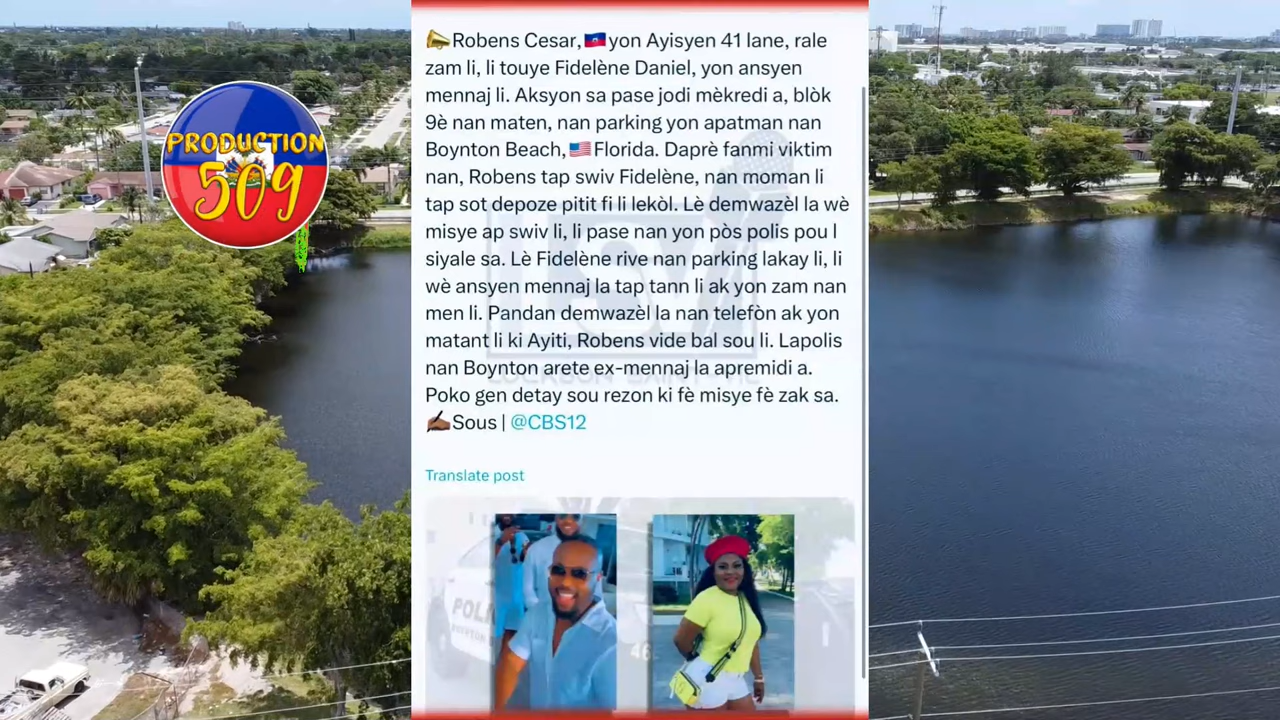 PRODUCTION
509
📣Robens Cesar,🇭🇹yon Ayisyen 41 lane, rale
zam li, li touye Fidelène Daniel, yon ansyen
mennaj li. Aksyon sa pase jodi mèkredi a, blòk
9è nan maten, nan parking yon apatman nan
Boynton Beach,🇺🇸Florida. Daprè fanmi viktim
nan, Robens tap swiv Fidelène, nan moman li
tap sot depoze pitit fi li lekòl. Lè demwazèl la wè
misye ap swiv li, li pase nan yon pòs polis pou l
siyale sa. Lè Fidelène rive nan parking lakay li, li
wè ansyen mennaj la tap tann li ak yon zam nan
men li. Pandan demwazèl la nan telefòn ak yon
matant li ki Ayiti, Robens vide bal sou li. Lapolis
nan Boynton arete ex-mennaj la apremidi a.
Poko gen detay sou rezon ki fè misye fè zak sa.
✍🏾Sous | @CBS12
Translate post